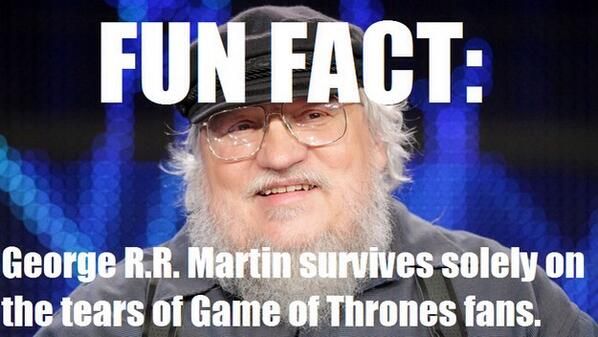 FUN FACT:
George R.R. Martin survives solely on
the tears of Game of Thrones fans.